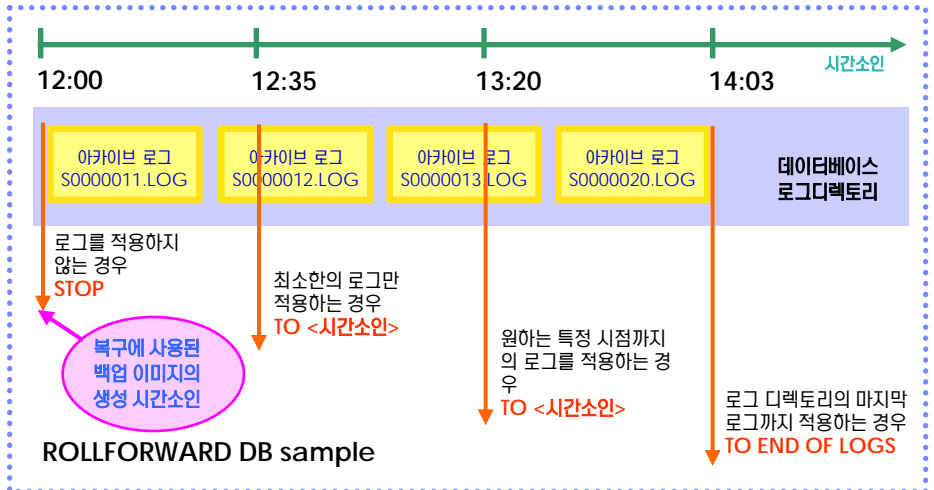 시간소인
12:00
12:35
13:20
14:03
아카이브 로그
S0000011.LOG
아카이브 로그
S0000012.LOG
아카이브 로그
S0000013.LOG
아카이브 로그
S0000020.LOG
데이터베이스
로그디렉토리
로그를 적용하지
않는 경우
STOP
최소한의 로그만
적용하는 경우
TO <시간소인>
원하는 특정 시점까지
의 로그를 적용하는 경
우
TO <시간소인>
로그 디렉토리의 마지막
로그까지 적용하는 경우
TO END OF LOGS
복구에 사용된
백업 이미지의
생성 시간소인
ROLLFORWARD DB sample